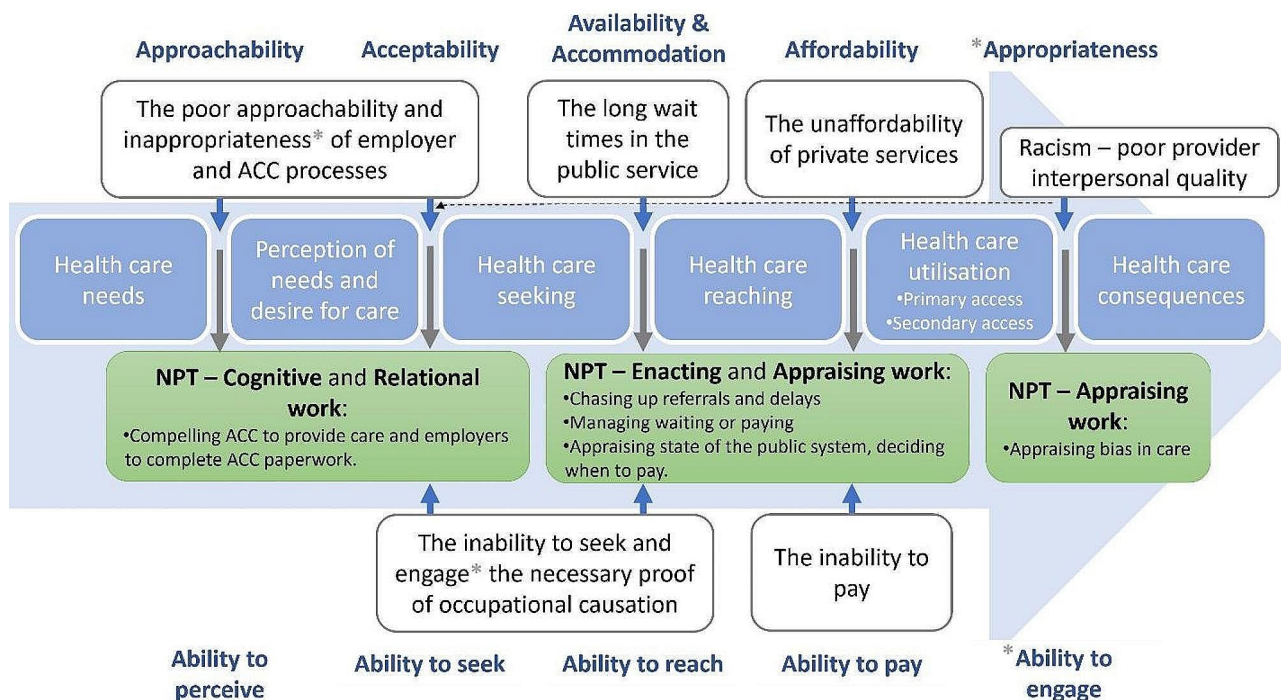 Approachability
Acceptability
Availability &
Accommodation
Affordability
*Appropriateness
The poor approachability and
inappropriateness* of employer
and ACC processes
The long wait
times in the
public service
The unaffordability
of private services
Racism – poor provider
interpersonal quality
Health care
needs
Perception of
needs and
desire for care
Health care
seeking
Health care
reaching
Health care
utilisation
•Primary access
•Secondary access
Health care
consequences
NPT – Cognitive and Relational
work:
•Compelling ACC to provide care and employers
to complete ACC paperwork.
NPT – Enacting and Appraising work:
•Chasing up referrals and delays
•Managing waiting or paying
•Appraising state of the public system, deciding
when to pay.
NPT – Appraising
work:
•Appraising bias in care
The inability to seek and
engage* the necessary proof
of occupational causation
The inability to
pay
Ability to
perceive
Ability to seek
Ability to reach
Ability to pay
*Ability to
engage